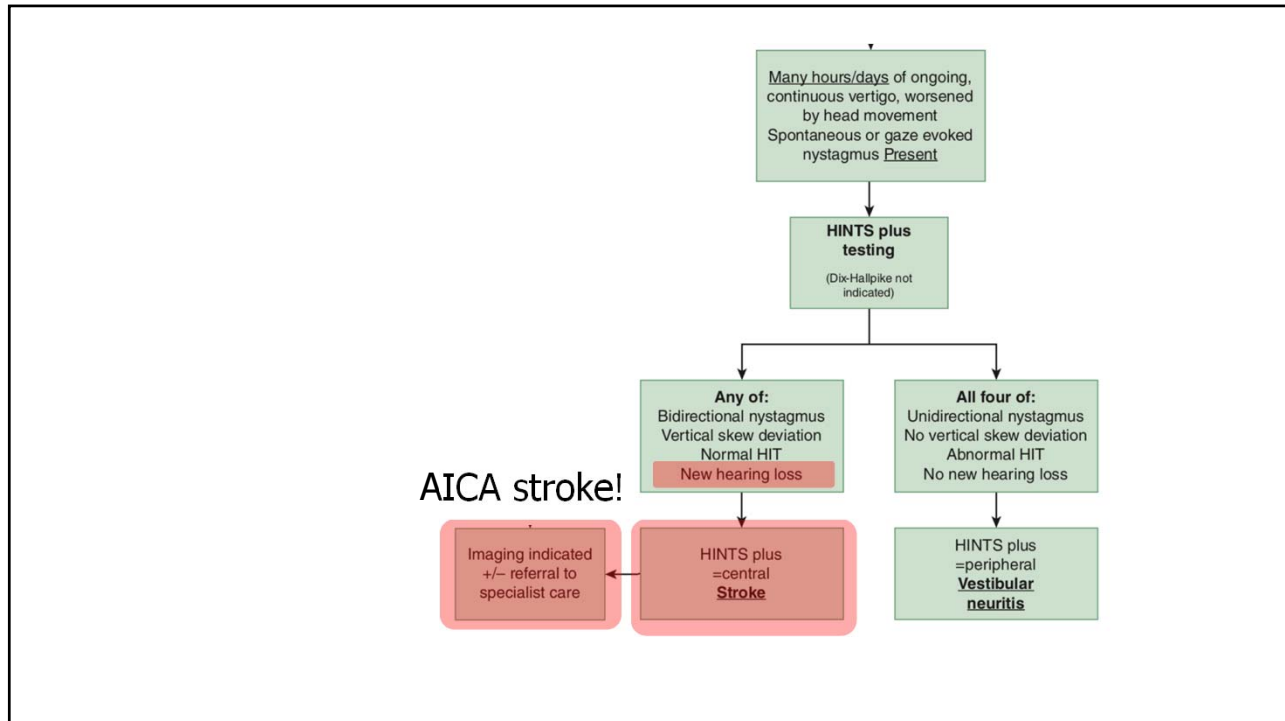 Many hours/days of ongoing,
continuous vertigo, worsened
by head movement
Spontaneous or gaze evoked
nystagmus Present
HINTS plus
testing
(Dix-Hallpike not
indicated)
Any of:
Bidirectional nystagmus
Vertical skew deviation
Normal HIT
New hearing loss
All four of:
Unidirectional nystagmus
No vertical skew deviation
Abnormal HIT
No new hearing loss
AICA stroke!
Imaging indicated
+/– referral to
specialist care
HINTS plus
=central
Stroke
HINTS plus
=peripheral
Vestibular
neuritis